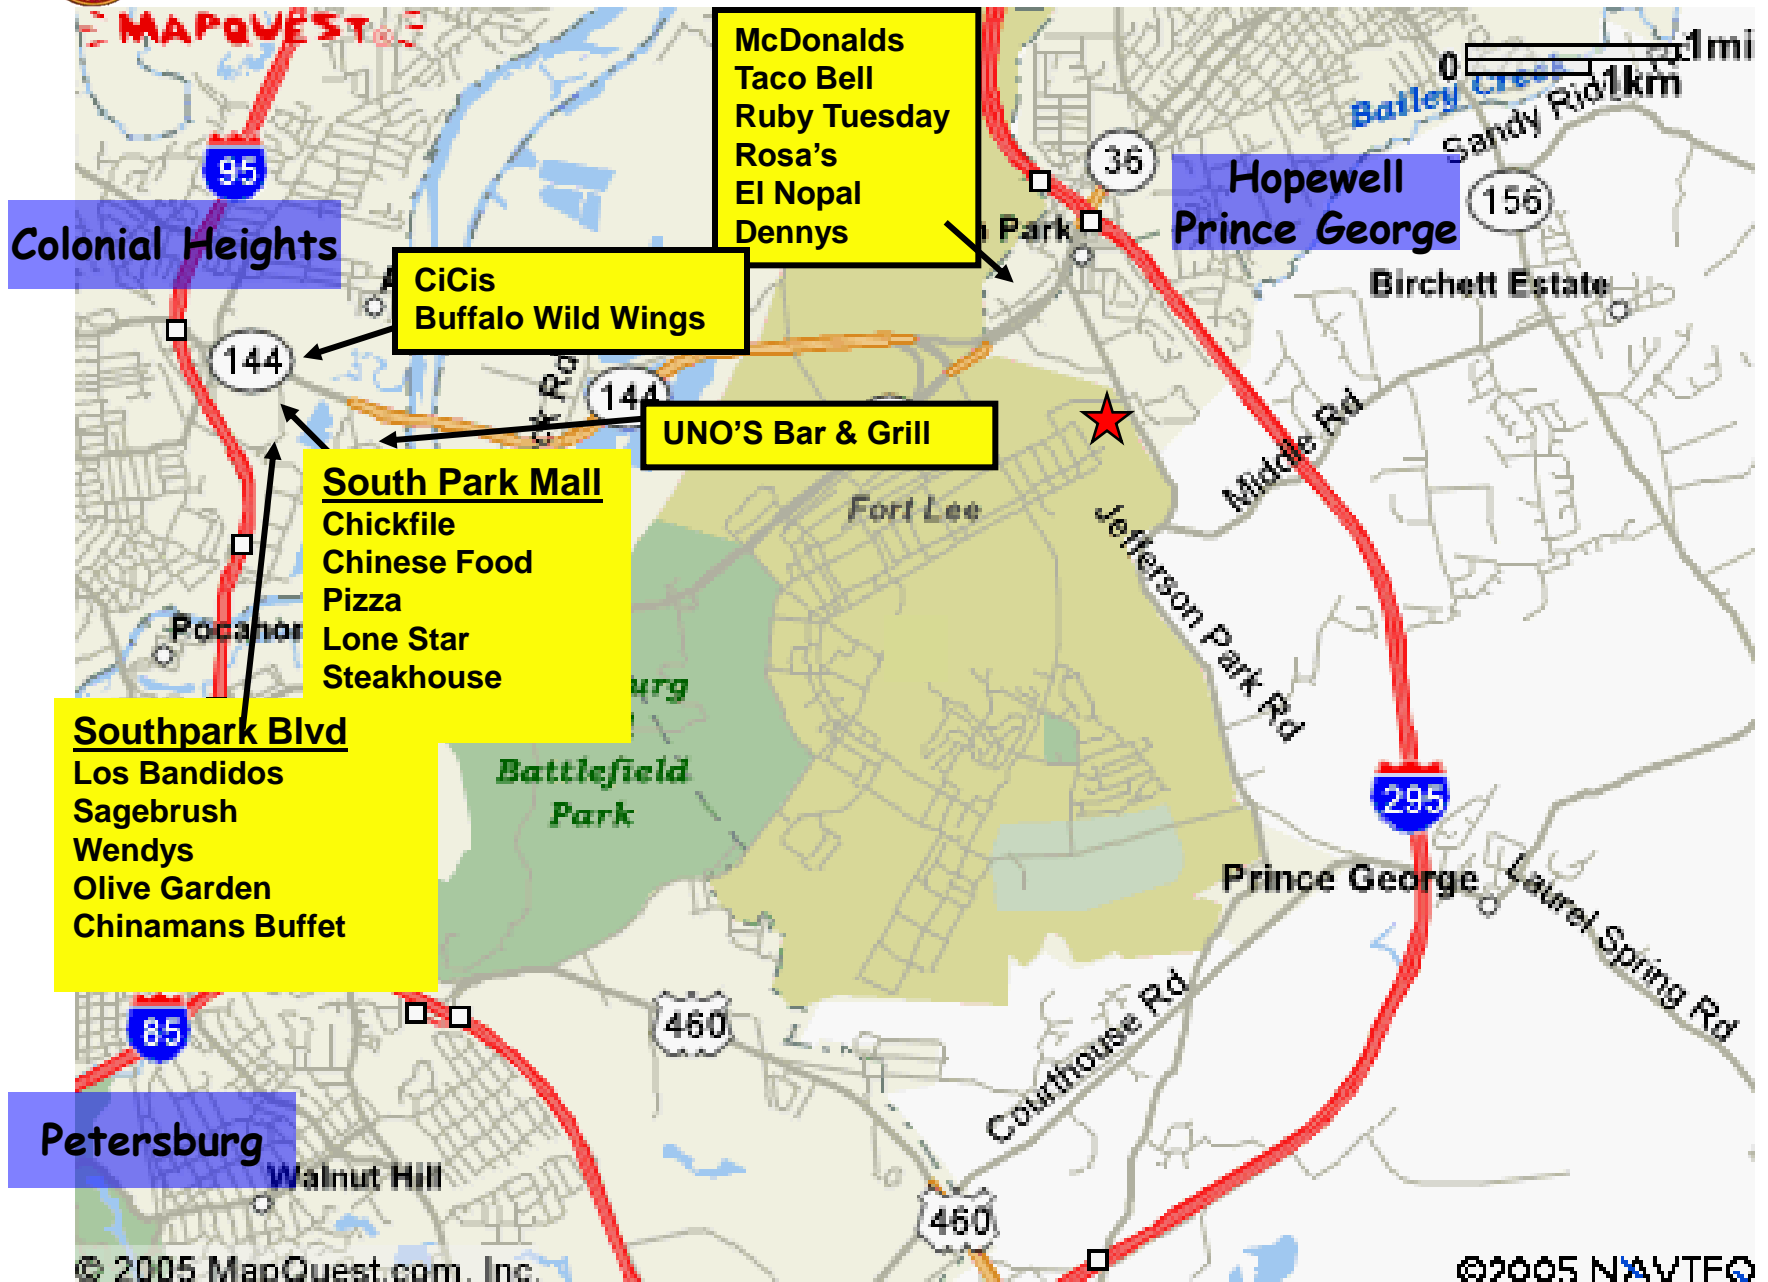 MAPQUEST®
McDonalds
Taco Bell
Ruby Tuesday
Rosa's
El Nopal
Dennys
0
1mi
1km
Bailey Creek
Sandy
36
156
95
Hopewell
Prince George
Colonial Heights
Park
Birchett Estate
CiCis
Buffalo Wild Wings
144
144
UNO'S Bar & Grill
Middle Rd
South Park Mall
Chickfile
Chinese Food
Pizza
Lone Star
Steakhouse
Fort Lee
Jefferson Park Rd
Southpark Blvd
Los Bandidos
Sagebrush
Wendys
Olive Garden
Chinamans Buffet
Battlefield
Park
295
Prince George
Laurel Spring Rd
Courthouse Rd
85
460
Petersburg
Walnut Hill
460
© 2005 MapQuest.com, Inc.
©2005 NAVTEQ